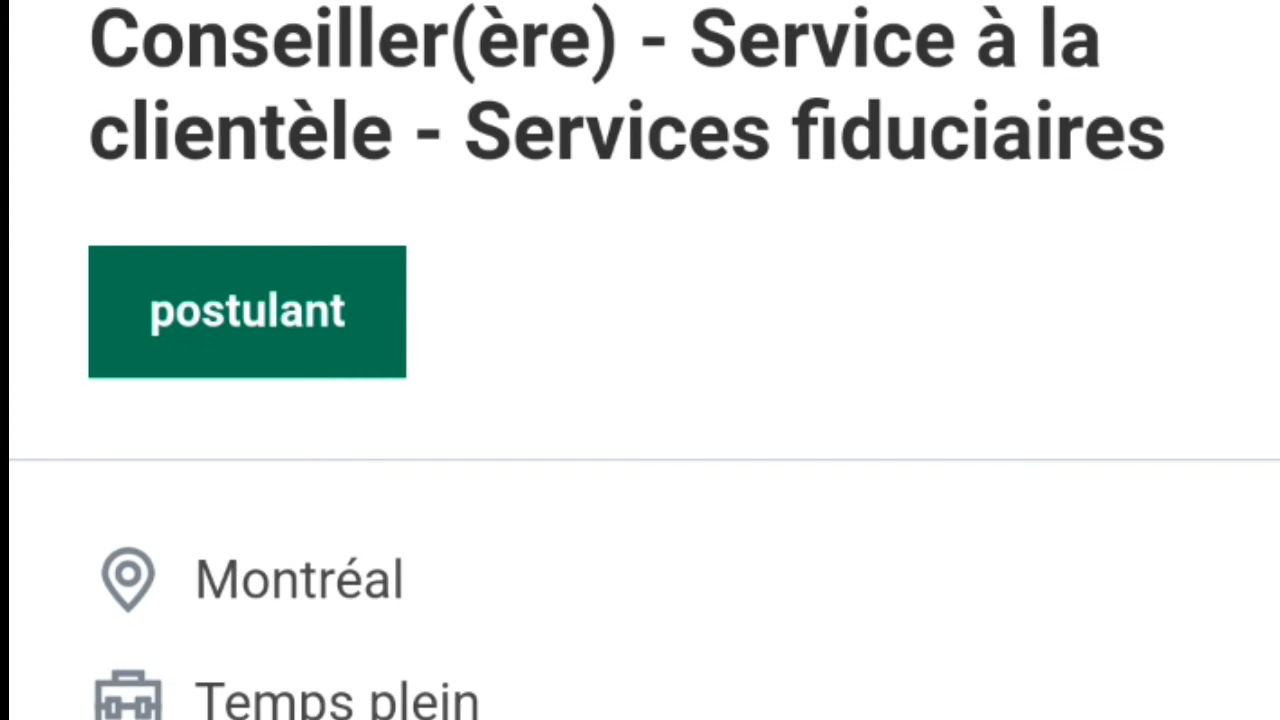 Conseiller(ère) - Service à la
clientèle - Services fiduciaires
postulant
Montréal
Temps plein